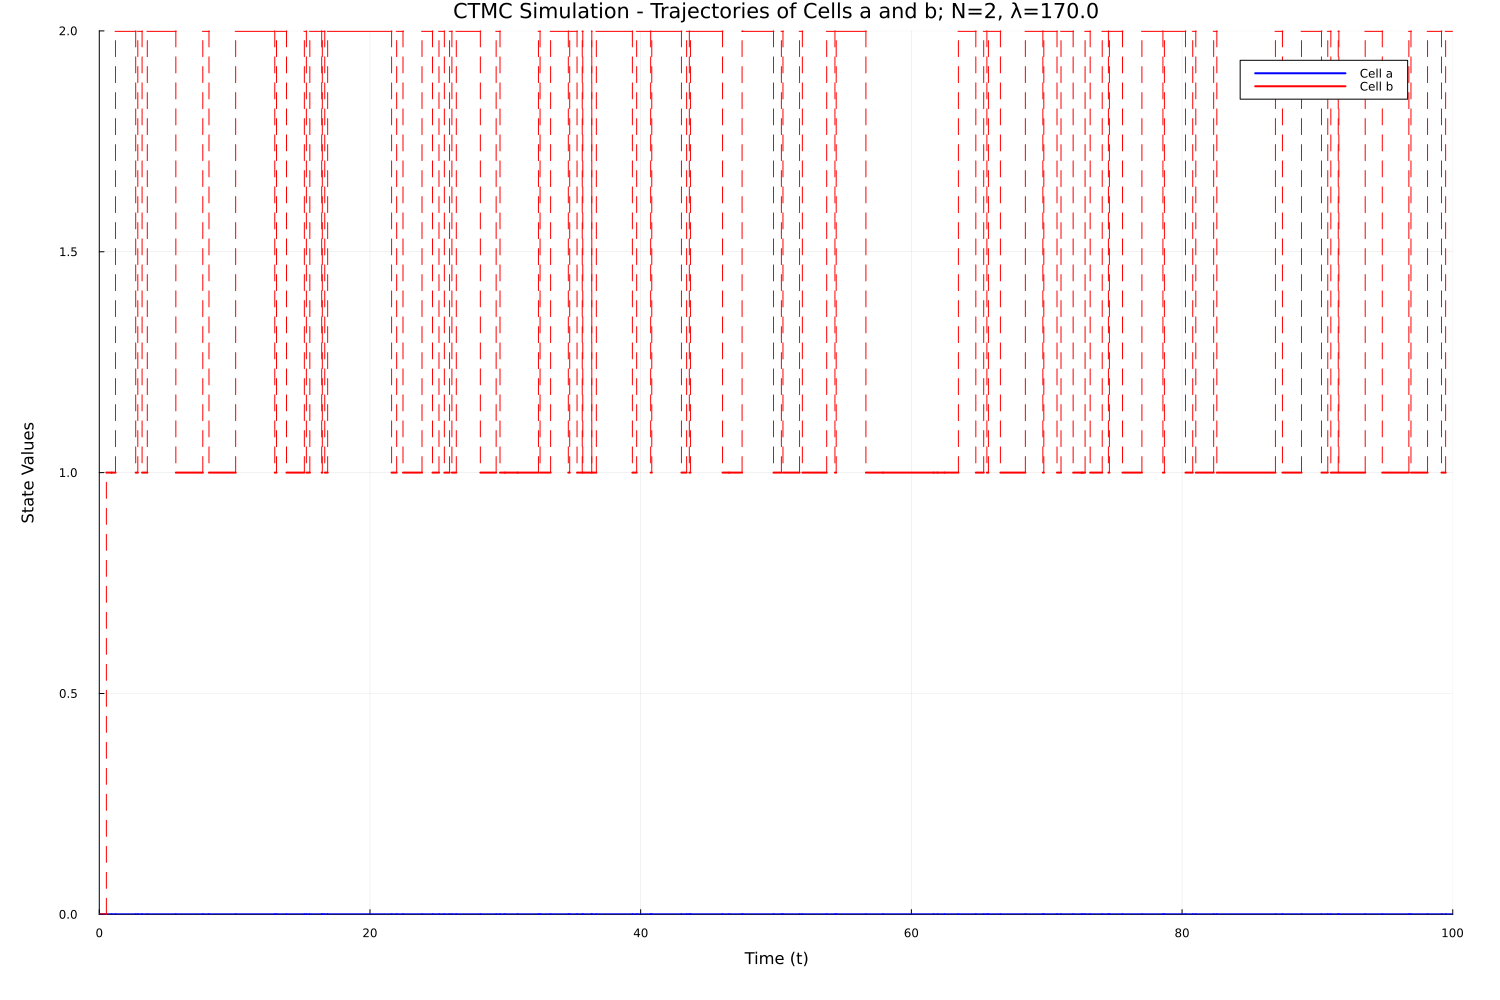 CTMC Simulation - Trajectories of Cells a and b; N=2, λ=170.0
2.0
Cell a
Cell b
1.5
1.0
State Values
0.5
0.0
0 20 40 60 80 100
Time (t)